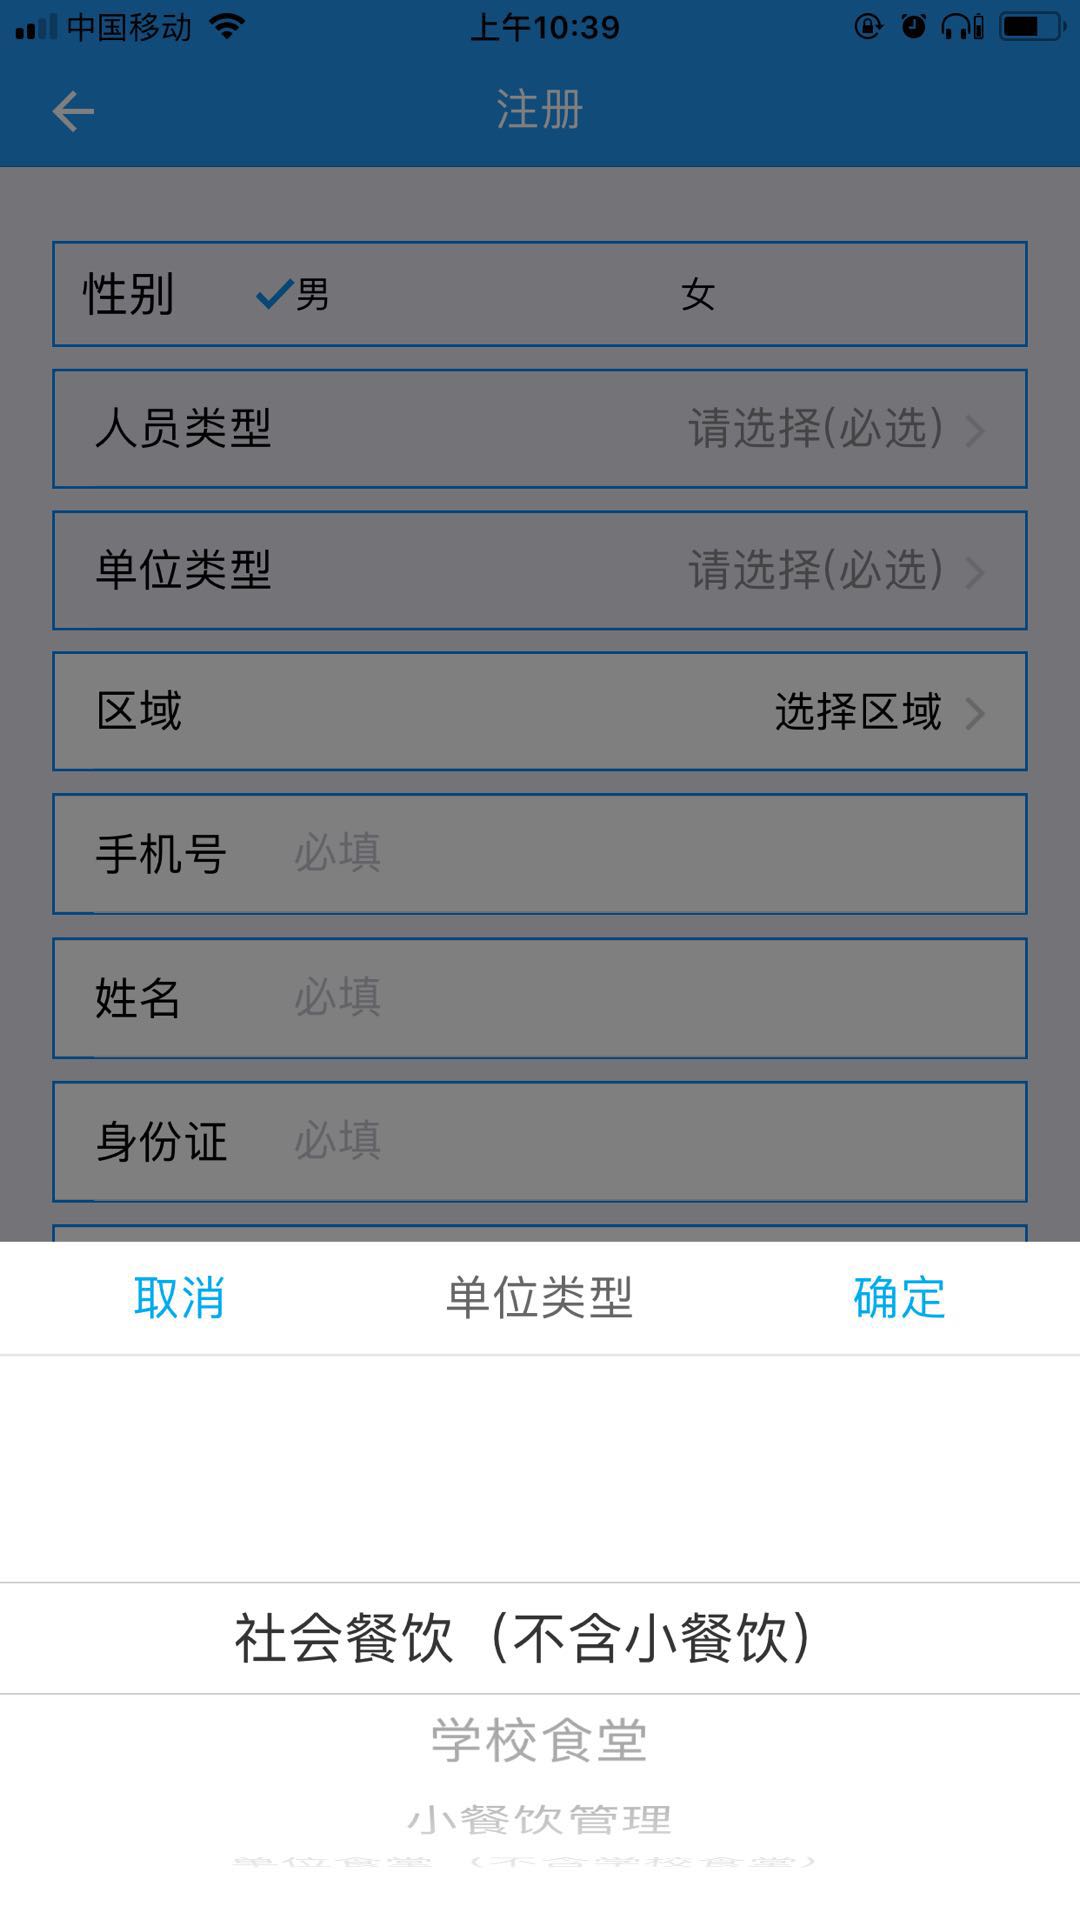 中国移动 上午10:39
注册
性别 男 女
人员类型 请选择(必选)
单位类型 请选择(必选)
区域 选择区域
手机号 必填
姓名 必填
身份证 必填
取消 单位类型 确定
社会餐饮（不含小餐饮）
学校食堂
小餐饮管理
单位食堂（不含学校食堂）